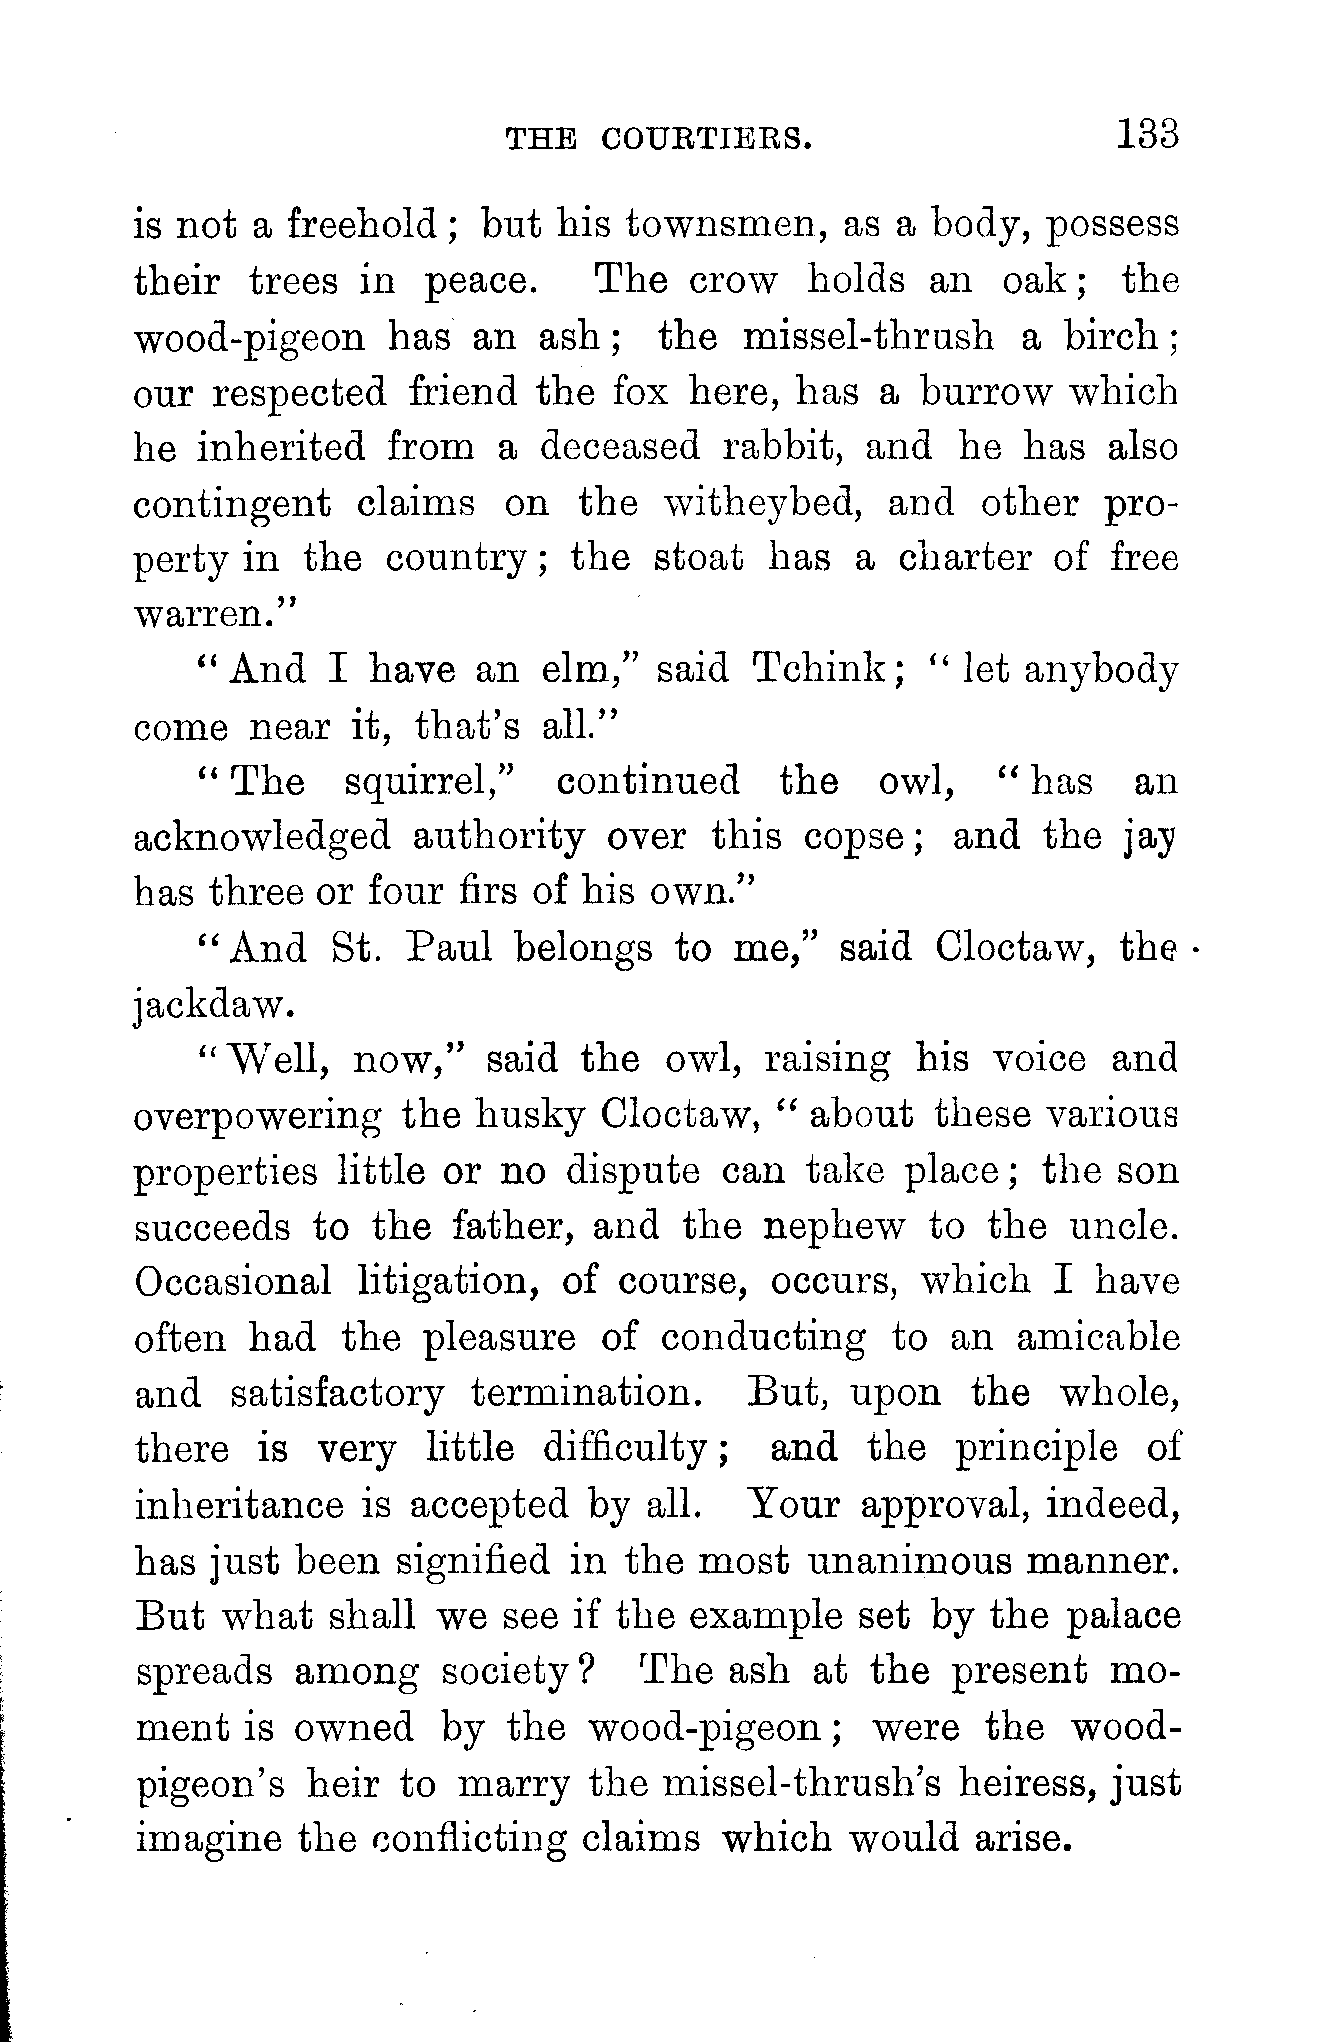 THE COURTIERS. 133
is not a freehold; but his townsmen, as a body, possess
their trees in peace. The crow holds an oak; the
wood-pigeon has an ash; the missel-thrush a birch;
our respected friend the fox here, has a burrow which
he inherited from a deceased rabbit, and he has also
contingent claims on the witheybed, and other pro-
perty in the country; the stoat has a charter of free
warren."
"And I have an elm," said Tchink; "let anybody
come near it, that's all."
"The squirrel," continued the owl, "has an
acknowledged authority over this copse; and the jay
has three or four firs of his own."
"And St. Paul belongs to me," said Cloctaw, the
jackdaw.
"Well, now," said the owl, raising his voice and
overpowering the husky Cloctaw, "about these various
properties little or no dispute can take place; the son
succeeds to the father, and the nephew to the uncle.
Occasional litigation, of course, occurs, which I have
often had the pleasure of conducting to an amicable
and satisfactory termination. But, upon the whole,
there is very little difficulty; and the principle of
inheritance is accepted by all. Your approval, indeed,
has just been signified in the most unanimous manner.
But what shall we see if the example set by the palace
spreads among society? The ash at the present mo-
ment is owned by the wood-pigeon; were the wood-
pigeon's heir to marry the missel-thrush's heiress, just
imagine the conflicting claims which would arise.